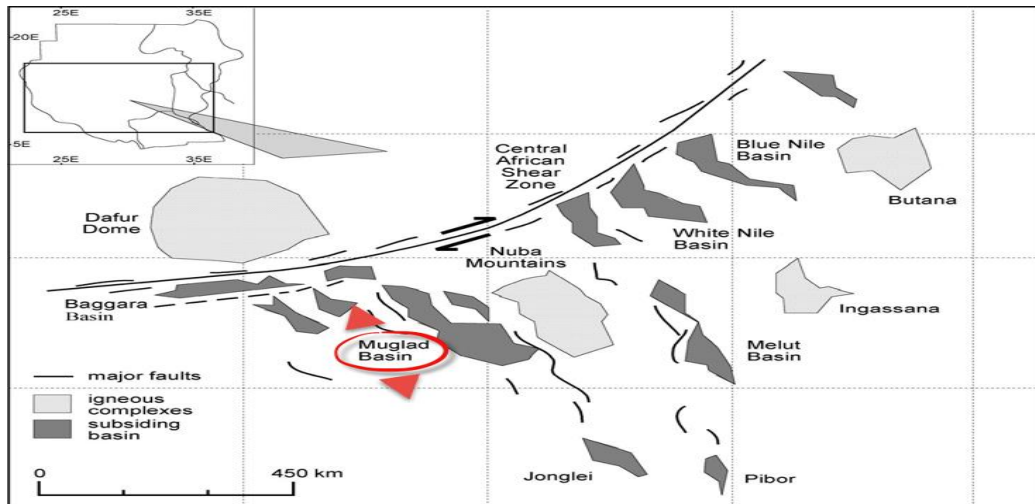 25E
35E
20E
5E
25E
35E
Central
African
Shear
Zone
Blue Nile
Basin
Butana
Dafur
Dome
White Nile
Basin
Nuba
Mountains
Baggara
Basin
Ingassana
Muglad
Basin
Melut
Basin
major faults
igneous
complexes
subsiding
basin
0
450 km
Jonglei
Pibor